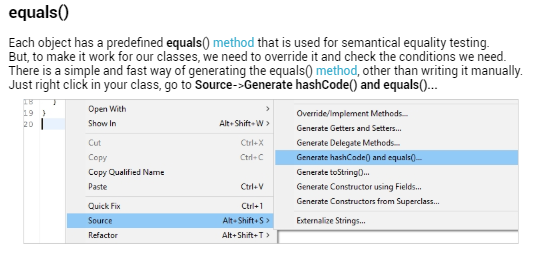 equals()
Each object has a predefined equals() method that is used for semantical equality testing.
But, to make it work for our classes, we need to override it and check the conditions we need.
There is a simple and fast way of generating the equals() method, other than writing it manually.
Just right click in your class, go to Source->Generate hashCode() and equals()...
18 }
19 }
20
Open With >
Show In Alt+Shift+W >
Cut Ctrl+X
Copy Ctrl+C
Copy Qualified Name
Paste Ctrl+V
Quick Fix Ctrl+1
Source Alt+Shift+S >
Refactor Alt+Shift+T >
Override/Implement Methods...
Generate Getters and Setters...
Generate Delegate Methods...
Generate hashCode() and equals()...
Generate toString()...
Generate Constructor using Fields...
Generate Constructors from Superclass...
Externalize Strings...